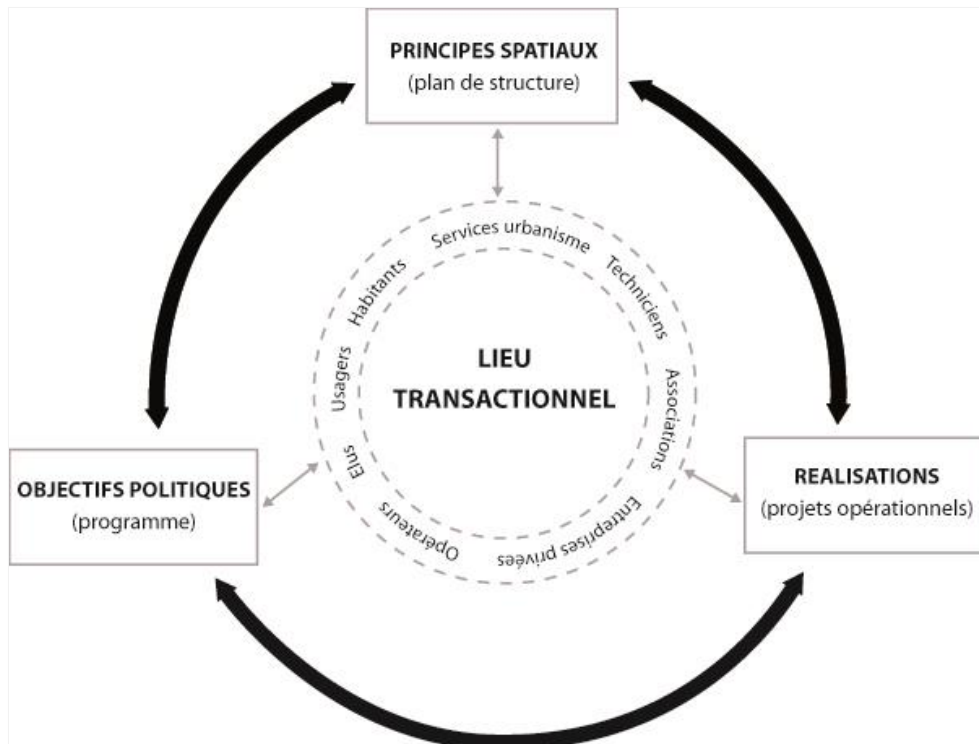 PRINCIPES SPATIAUX
(plan de structure)
Services urbanisme
Techniciens
Associations
Entreprises privées
Opérateurs
Elus
Usagers
Habitants
LIEU
TRANSACTIONNEL
OBJECTIFS POLITIQUES
(programme)
REALISATIONS
(projets opérationnels)